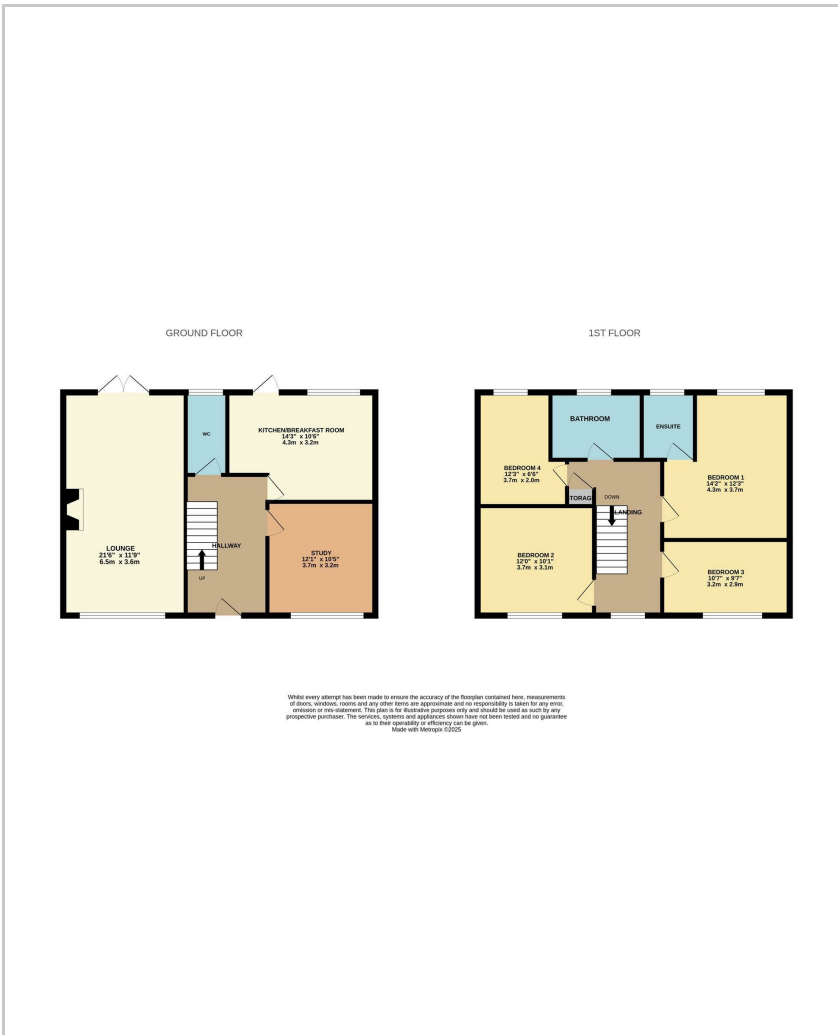 GROUND FLOOR
WC
KITCHEN/BREAKFAST ROOM
14'3" x 10'6"
4.3m x 3.2m
LOUNGE
21'6" x 11'9"
6.5m x 3.6m
HALLWAY
UP
STUDY
12'1" x 10'5"
3.7m x 3.2m
1ST FLOOR
BATHROOM
ENSUITE
BEDROOM 4
12'3" x 6'6"
3.7m x 2.0m
BEDROOM 1
14'2" x 12'3"
4.3m x 3.7m
TORAG
DOWN
LANDING
BEDROOM 2
12'0" x 10'1"
3.7m x 3.1m
BEDROOM 3
10'7" x 9'7"
3.2m x 2.9m
Whilst every attempt has been made to ensure the accuracy of the floorplan contained here, measurements
of doors, windows, rooms and any other items are approximate and no responsibility is taken for any error,
omission or mis-statement. This plan is for illustrative purposes only and should be used as such by any
prospective purchaser. The services, systems and appliances shown have not been tested and no guarantee
as to their operability or efficiency can be given.
Made with Metropix ©2025